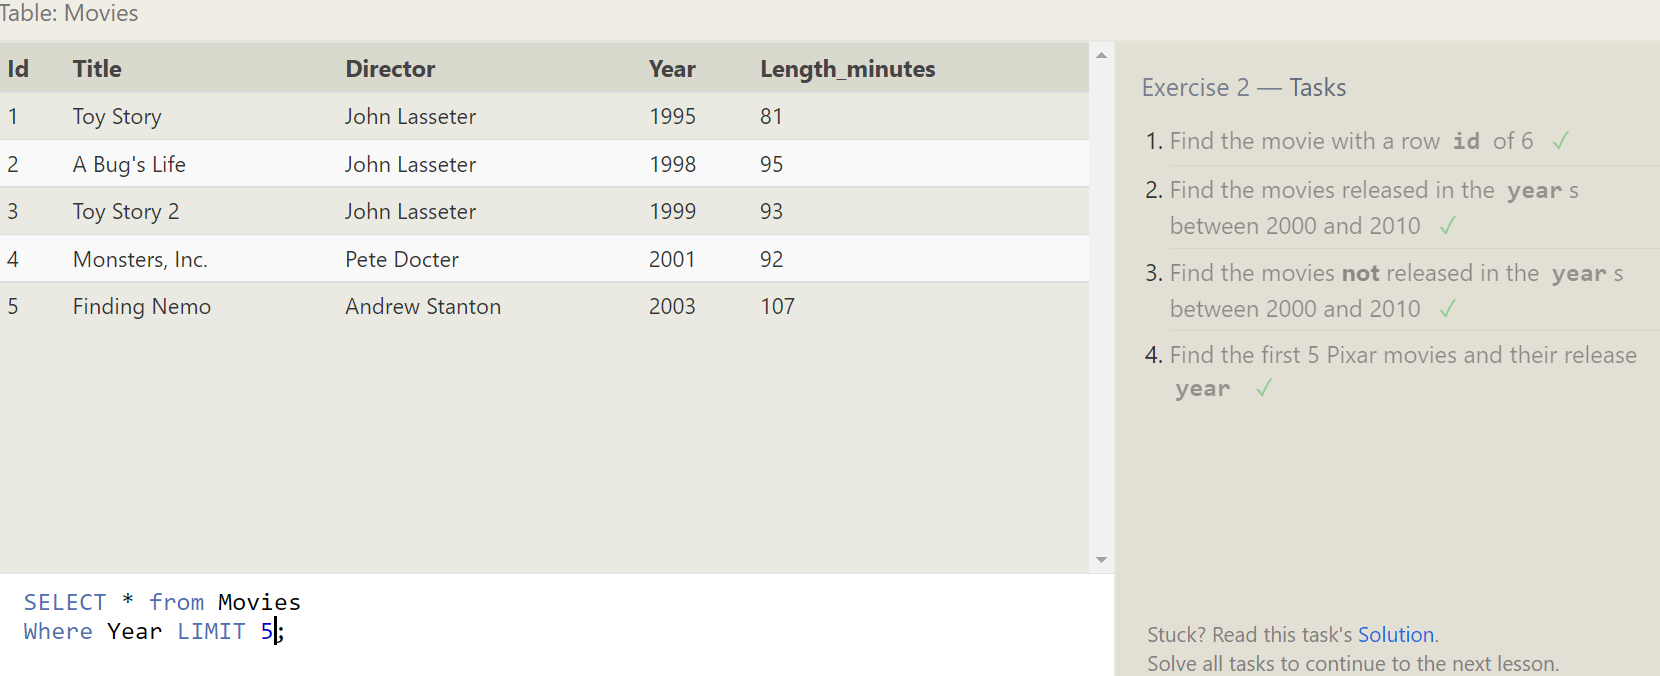 Table: Movies
Id Title Director Year Length_minutes
1 Toy Story John Lasseter 1995 81
2 A Bug's Life John Lasseter 1998 95
3 Toy Story 2 John Lasseter 1999 93
4 Monsters, Inc. Pete Docter 2001 92
5 Finding Nemo Andrew Stanton 2003 107
SELECT * from Movies
Where Year LIMIT 5;
Exercise 2 — Tasks
1. Find the movie with a row id of 6 ✓
2. Find the movies released in the year s
between 2000 and 2010 ✓
3. Find the movies not released in the year s
between 2000 and 2010 ✓
4. Find the first 5 Pixar movies and their release
year ✓
Stuck? Read this task's Solution.
Solve all tasks to continue to the next lesson.